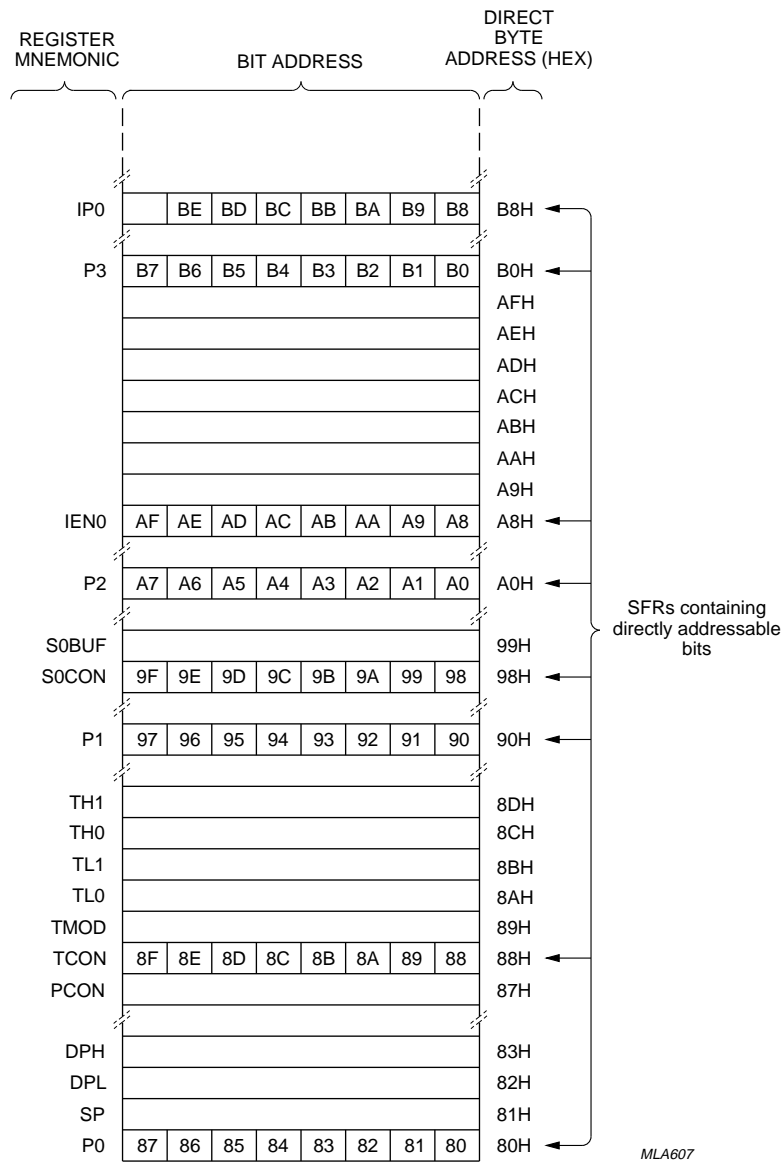 REGISTER
MNEMONIC
BIT ADDRESS
DIRECT
BYTE
ADDRESS (HEX)
IP0 BE BD BC BB BA B9 B8 B8H
P3 B7 B6 B5 B4 B3 B2 B1 B0 B0H
AFH
AEH
ADH
ACH
ABH
AAH
A9H
IEN0 AF AE AD AC AB AA A9 A8 A8H
P2 A7 A6 A5 A4 A3 A2 A1 A0 A0H
SFRs containing
directly addressable
bits
S0BUF 99H
S0CON 9F 9E 9D 9C 9B 9A 99 98 98H
P1 97 96 95 94 93 92 91 90 90H
TH1 8DH
TH0 8CH
TL1 8BH
TL0 8AH
TMOD 89H
TCON 8F 8E 8D 8C 8B 8A 89 88 88H
PCON 87H
DPH 83H
DPL 82H
SP 81H
P0 87 86 85 84 83 82 81 80 80H
MLA607